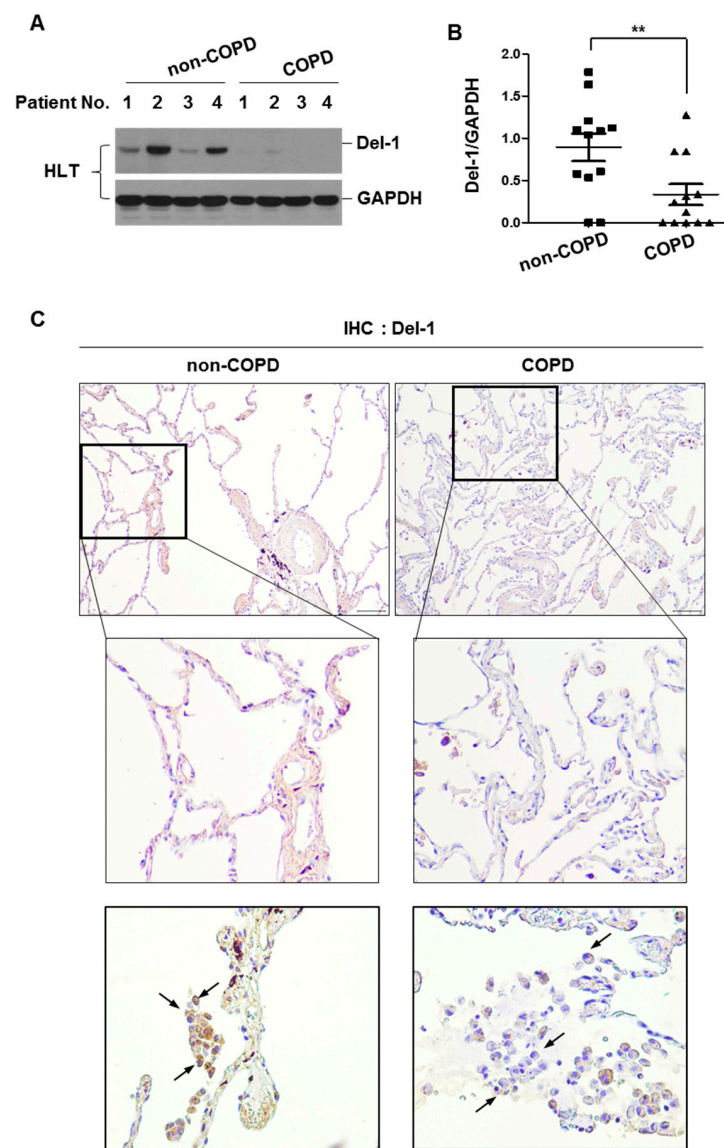 A
non-COPD COPD
Patient No. 1 2 3 4 1 2 3 4
Del-1
HLT
GAPDH
B
**
Del-1/GAPDH
2.0
1.5
1.0
0.5
0.0
non-COPD COPD
C
IHC : Del-1
non-COPD COPD